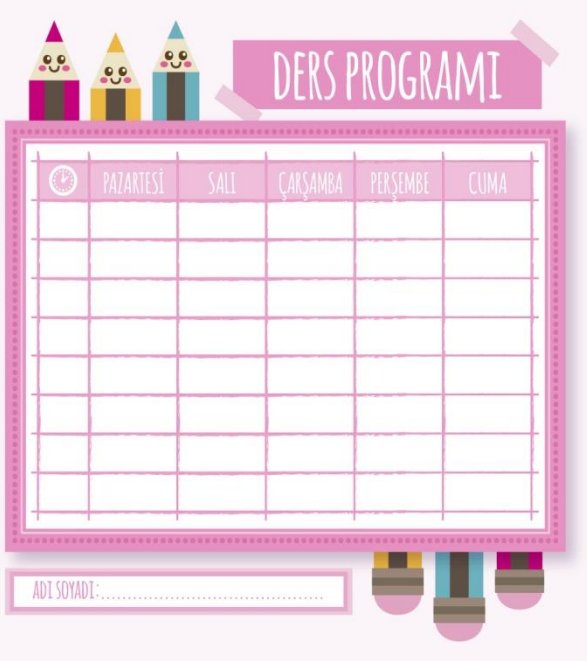 DERS PROGRAMI
PAZARTESİ SALI ÇARŞAMBA PERŞEMBE CUMA
ADI SOYADI:........................................